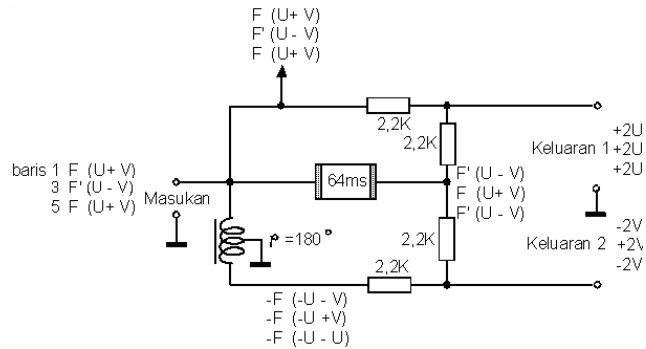 F (U+ V)
F' (U - V)
F (U+ V)
2,2K
2,2K
Keluaran 1
+2U
+2U
+2U
baris 1 F (U+ V)
3 F' (U - V)
5 F (U+ V)
Masukan
64ms
F' (U - V)
F (U+ V)
F' (U - V)
=180°
2,2K
2,2K
Keluaran 2
-2V
+2V
-2V
-F (-U - V)
-F (-U +V)
-F (-U - U)